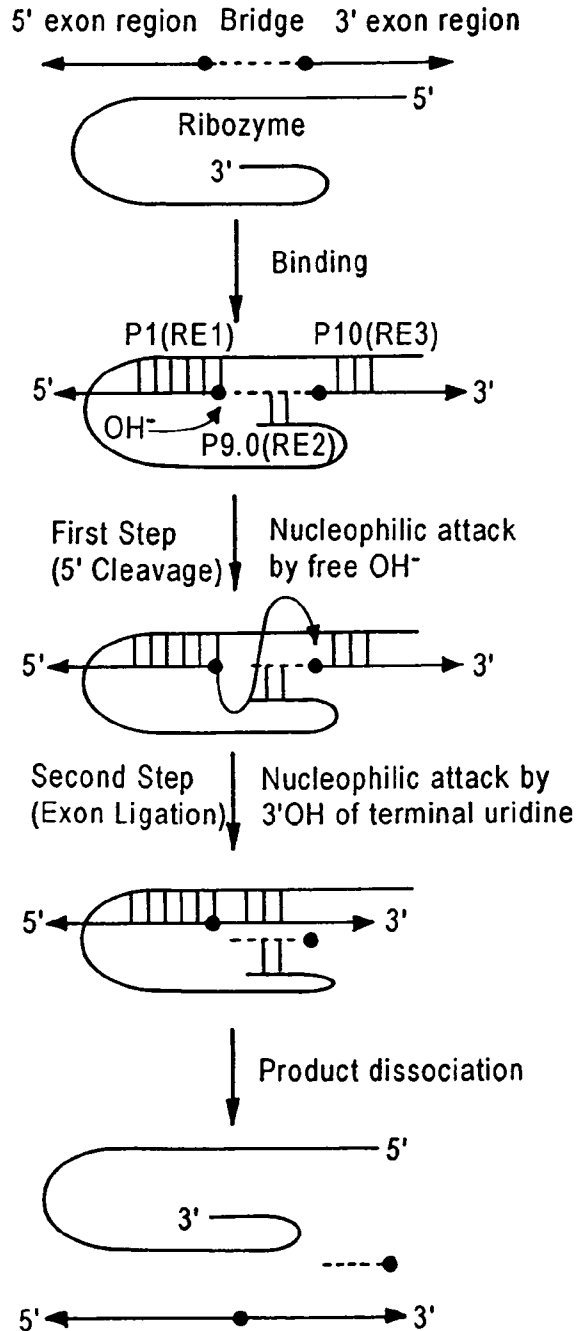 5' exon region Bridge 3' exon region
5'
Ribozyme
3'
Binding
P1(RE1) P10(RE3)
5' 3'
OH⁻
P9.0(RE2)
First Step
(5' Cleavage)
Nucleophilic attack
by free OH⁻
5' 3'
Second Step
(Exon Ligation)
Nucleophilic attack by
3'OH of terminal uridine
5' 3'
Product dissociation
5'
3'
5' 3'